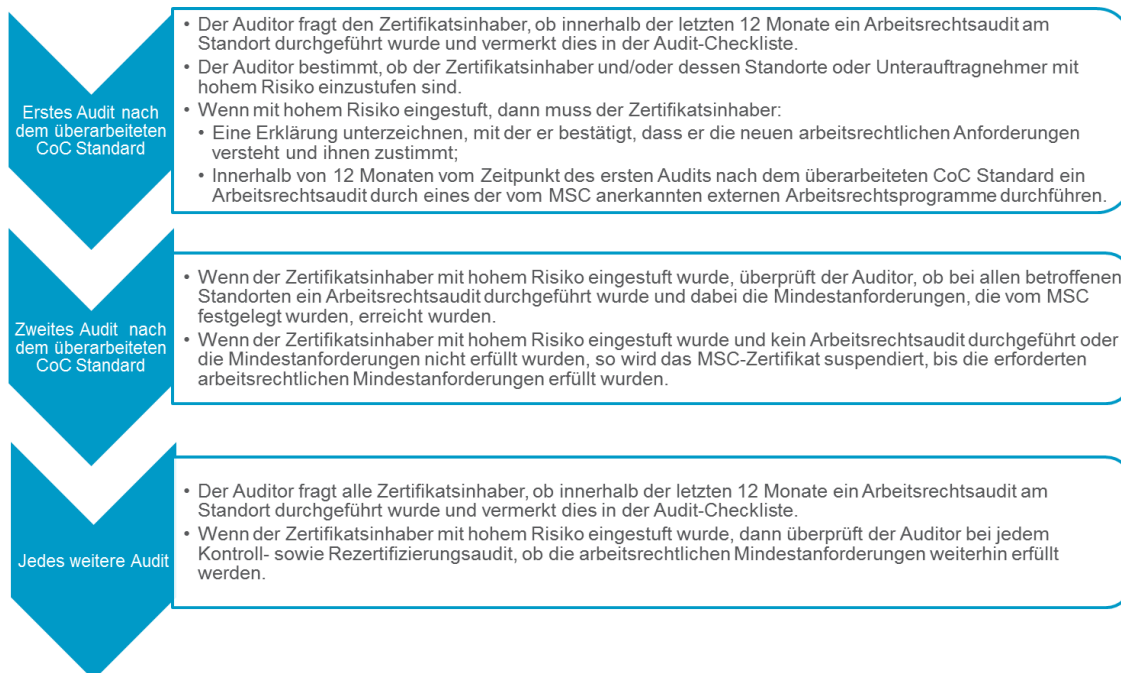 Erstes Audit nach
dem überarbeiteten
CoC Standard
• Der Auditor fragt den Zertifikatsinhaber, ob innerhalb der letzten 12 Monate ein Arbeitsrechtsaudit am
Standort durchgeführt wurde und vermerkt dies in der Audit-Checkliste.
• Der Auditor bestimmt, ob der Zertifikatsinhaber und/oder dessen Standorte oder Unterauftragnehmer mit
hohem Risiko einzustufen sind.
• Wenn mit hohem Risiko eingestuft, dann muss der Zertifikatsinhaber:
• Eine Erklärung unterzeichnen, mit der er bestätigt, dass er die neuen arbeitsrechtlichen Anforderungen
versteht und ihnen zustimmt;
• Innerhalb von 12 Monaten vom Zeitpunkt des ersten Audits nach dem überarbeiteten CoC Standard ein
Arbeitsrechtsaudit durch eines der vom MSC anerkannten externen Arbeitsrechtsprogramme durchführen.
Zweites Audit nach
dem überarbeiteten
CoC Standard
• Wenn der Zertifikatsinhaber mit hohem Risiko eingestuft wurde, überprüft der Auditor, ob bei allen betroffenen
Standorten ein Arbeitsrechtsaudit durchgeführt wurde und dabei die Mindestanforderungen, die vom MSC
festgelegt wurden, erreicht wurden.
• Wenn der Zertifikatsinhaber mit hohem Risiko eingestuft wurde und kein Arbeitsrechtsaudit durchgeführt oder
die Mindestanforderungen nicht erfüllt wurden, so wird das MSC-Zertifikat suspendiert, bis die erforderten
arbeitsrechtlichen Mindestanforderungen erfüllt wurden.
Jedes weitere Audit
• Der Auditor fragt alle Zertifikatsinhaber, ob innerhalb der letzten 12 Monate ein Arbeitsrechtsaudit am
Standort durchgeführt wurde und vermerkt dies in der Audit-Checkliste.
• Wenn der Zertifikatsinhaber mit hohem Risiko eingestuft wurde, dann überprüft der Auditor bei jedem
Kontroll- sowie Rezertifizierungsaudit, ob die arbeitsrechtlichen Mindestanforderungen weiterhin erfüllt
werden.